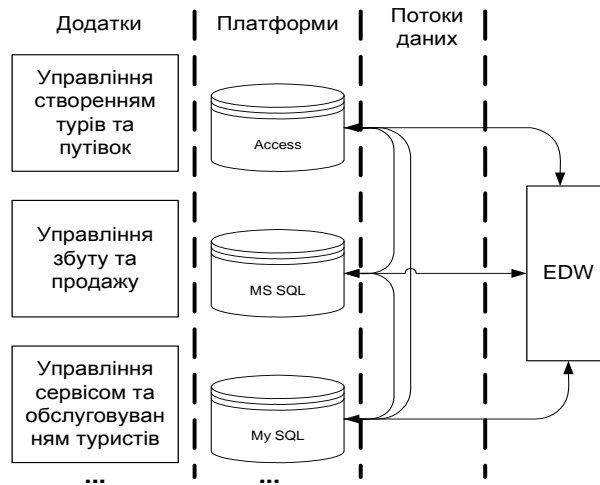 Додатки
Платформи
Потоки
даних
Управління
створенням
турів та
путівок
Access
Управління
збуту та
продажу
MS SQL
EDW
Управління
сервісом та
обслуговуван
ням туристів
My SQL
...
...